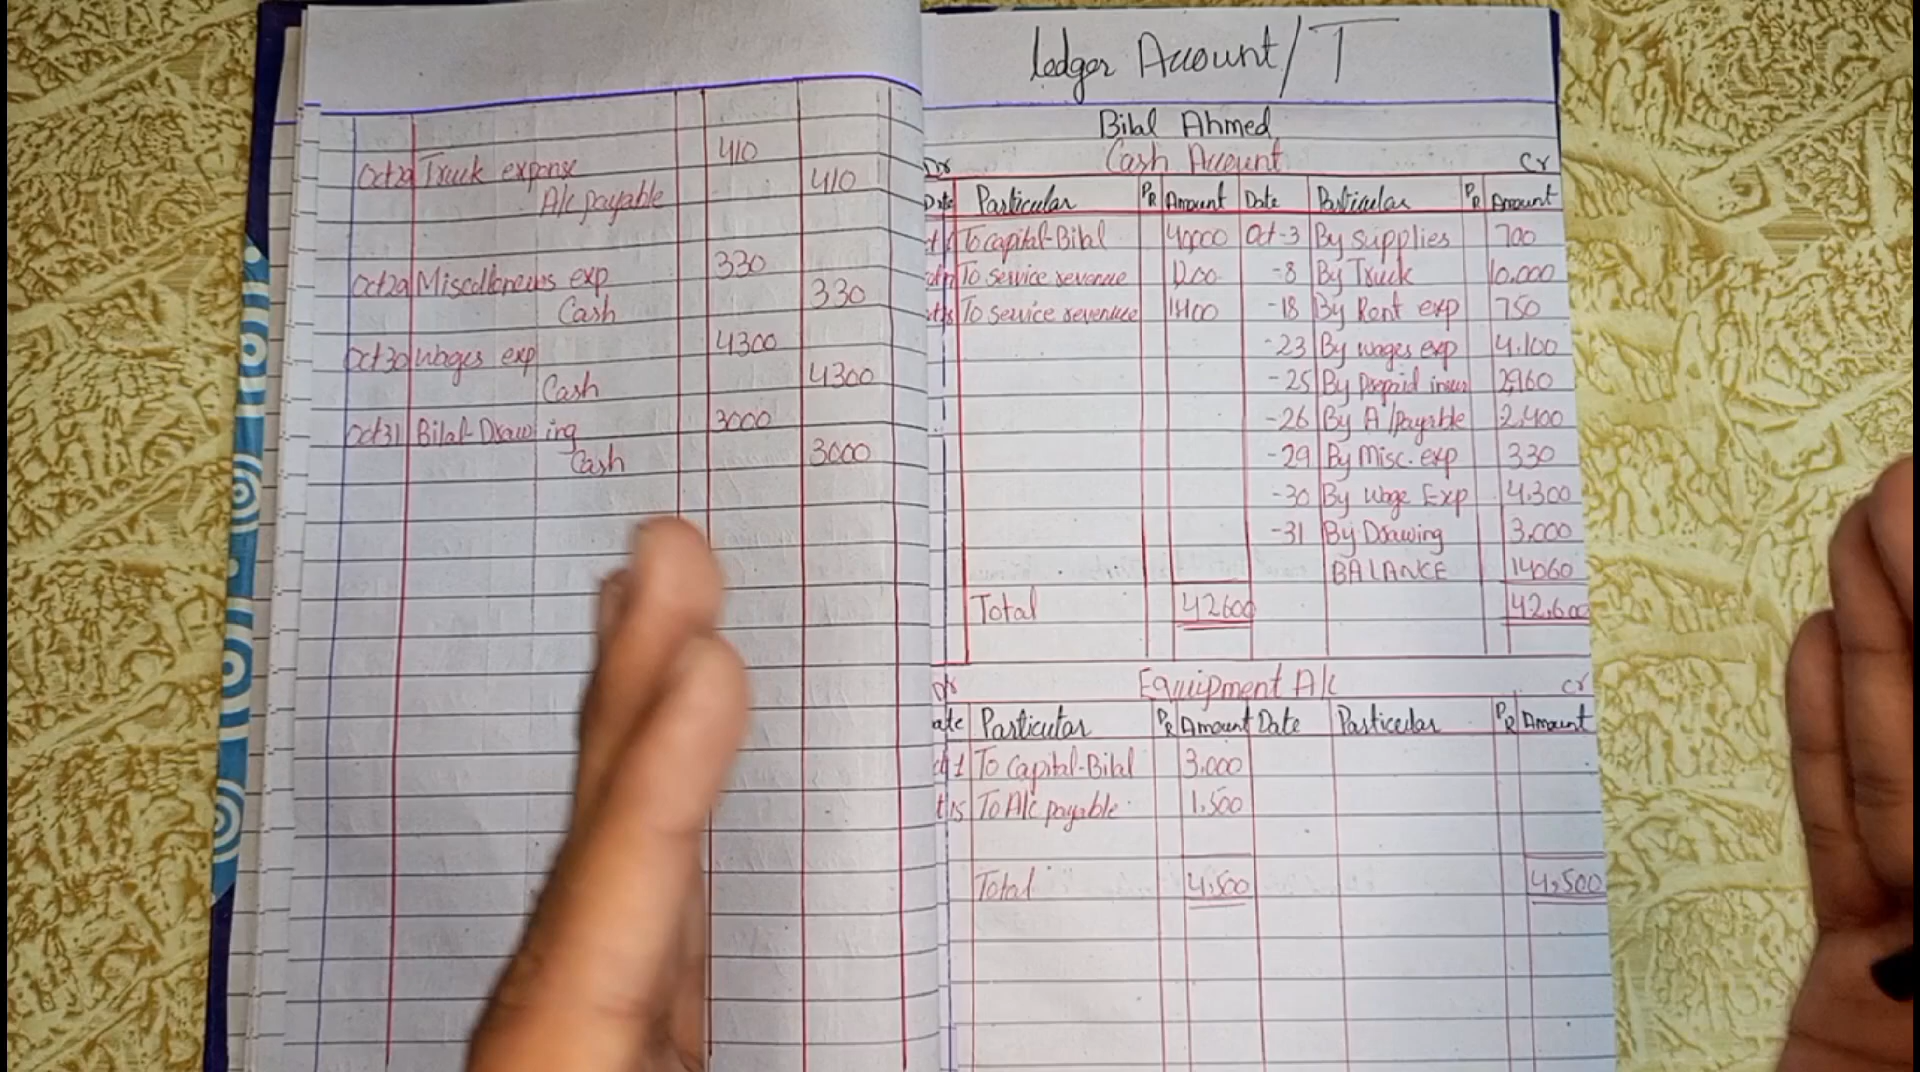 Oct 29 Truck expense 410
A/c payable 410
Oct 29 Miscellaneous exp 330
Cash 330
Oct 30 Wages exp 4300
Cash 4300
Oct 31 Bilal-Drawing 3000
Cash 3000
Ledger Account/T
Bilal Ahmed
Dr Cash Account Cr
Date Particular PR Amount Date Particular PR Amount
To capital-Bilal 40000 Oct-3 By supplies 700
To service revenue 1200 -8 By Truck 10.000
To service revenue 1400 -18 By Rent exp 750
-23 By wages exp 4.100
-25 By Prepaid insur 2960
-26 By A/Payable 2,400
-29 By Misc. exp 330
-30 By Wage Exp 4.300
-31 By Drawing 3.000
BALANCE 14060
Total 42600 42.600
Dr Equipment A/c Cr
ate Particular PR Amount Date Particular PR Amount
1 To Capital-Bilal 3.000
t15 To A/c payable 1.500
Total 4,500 4,500